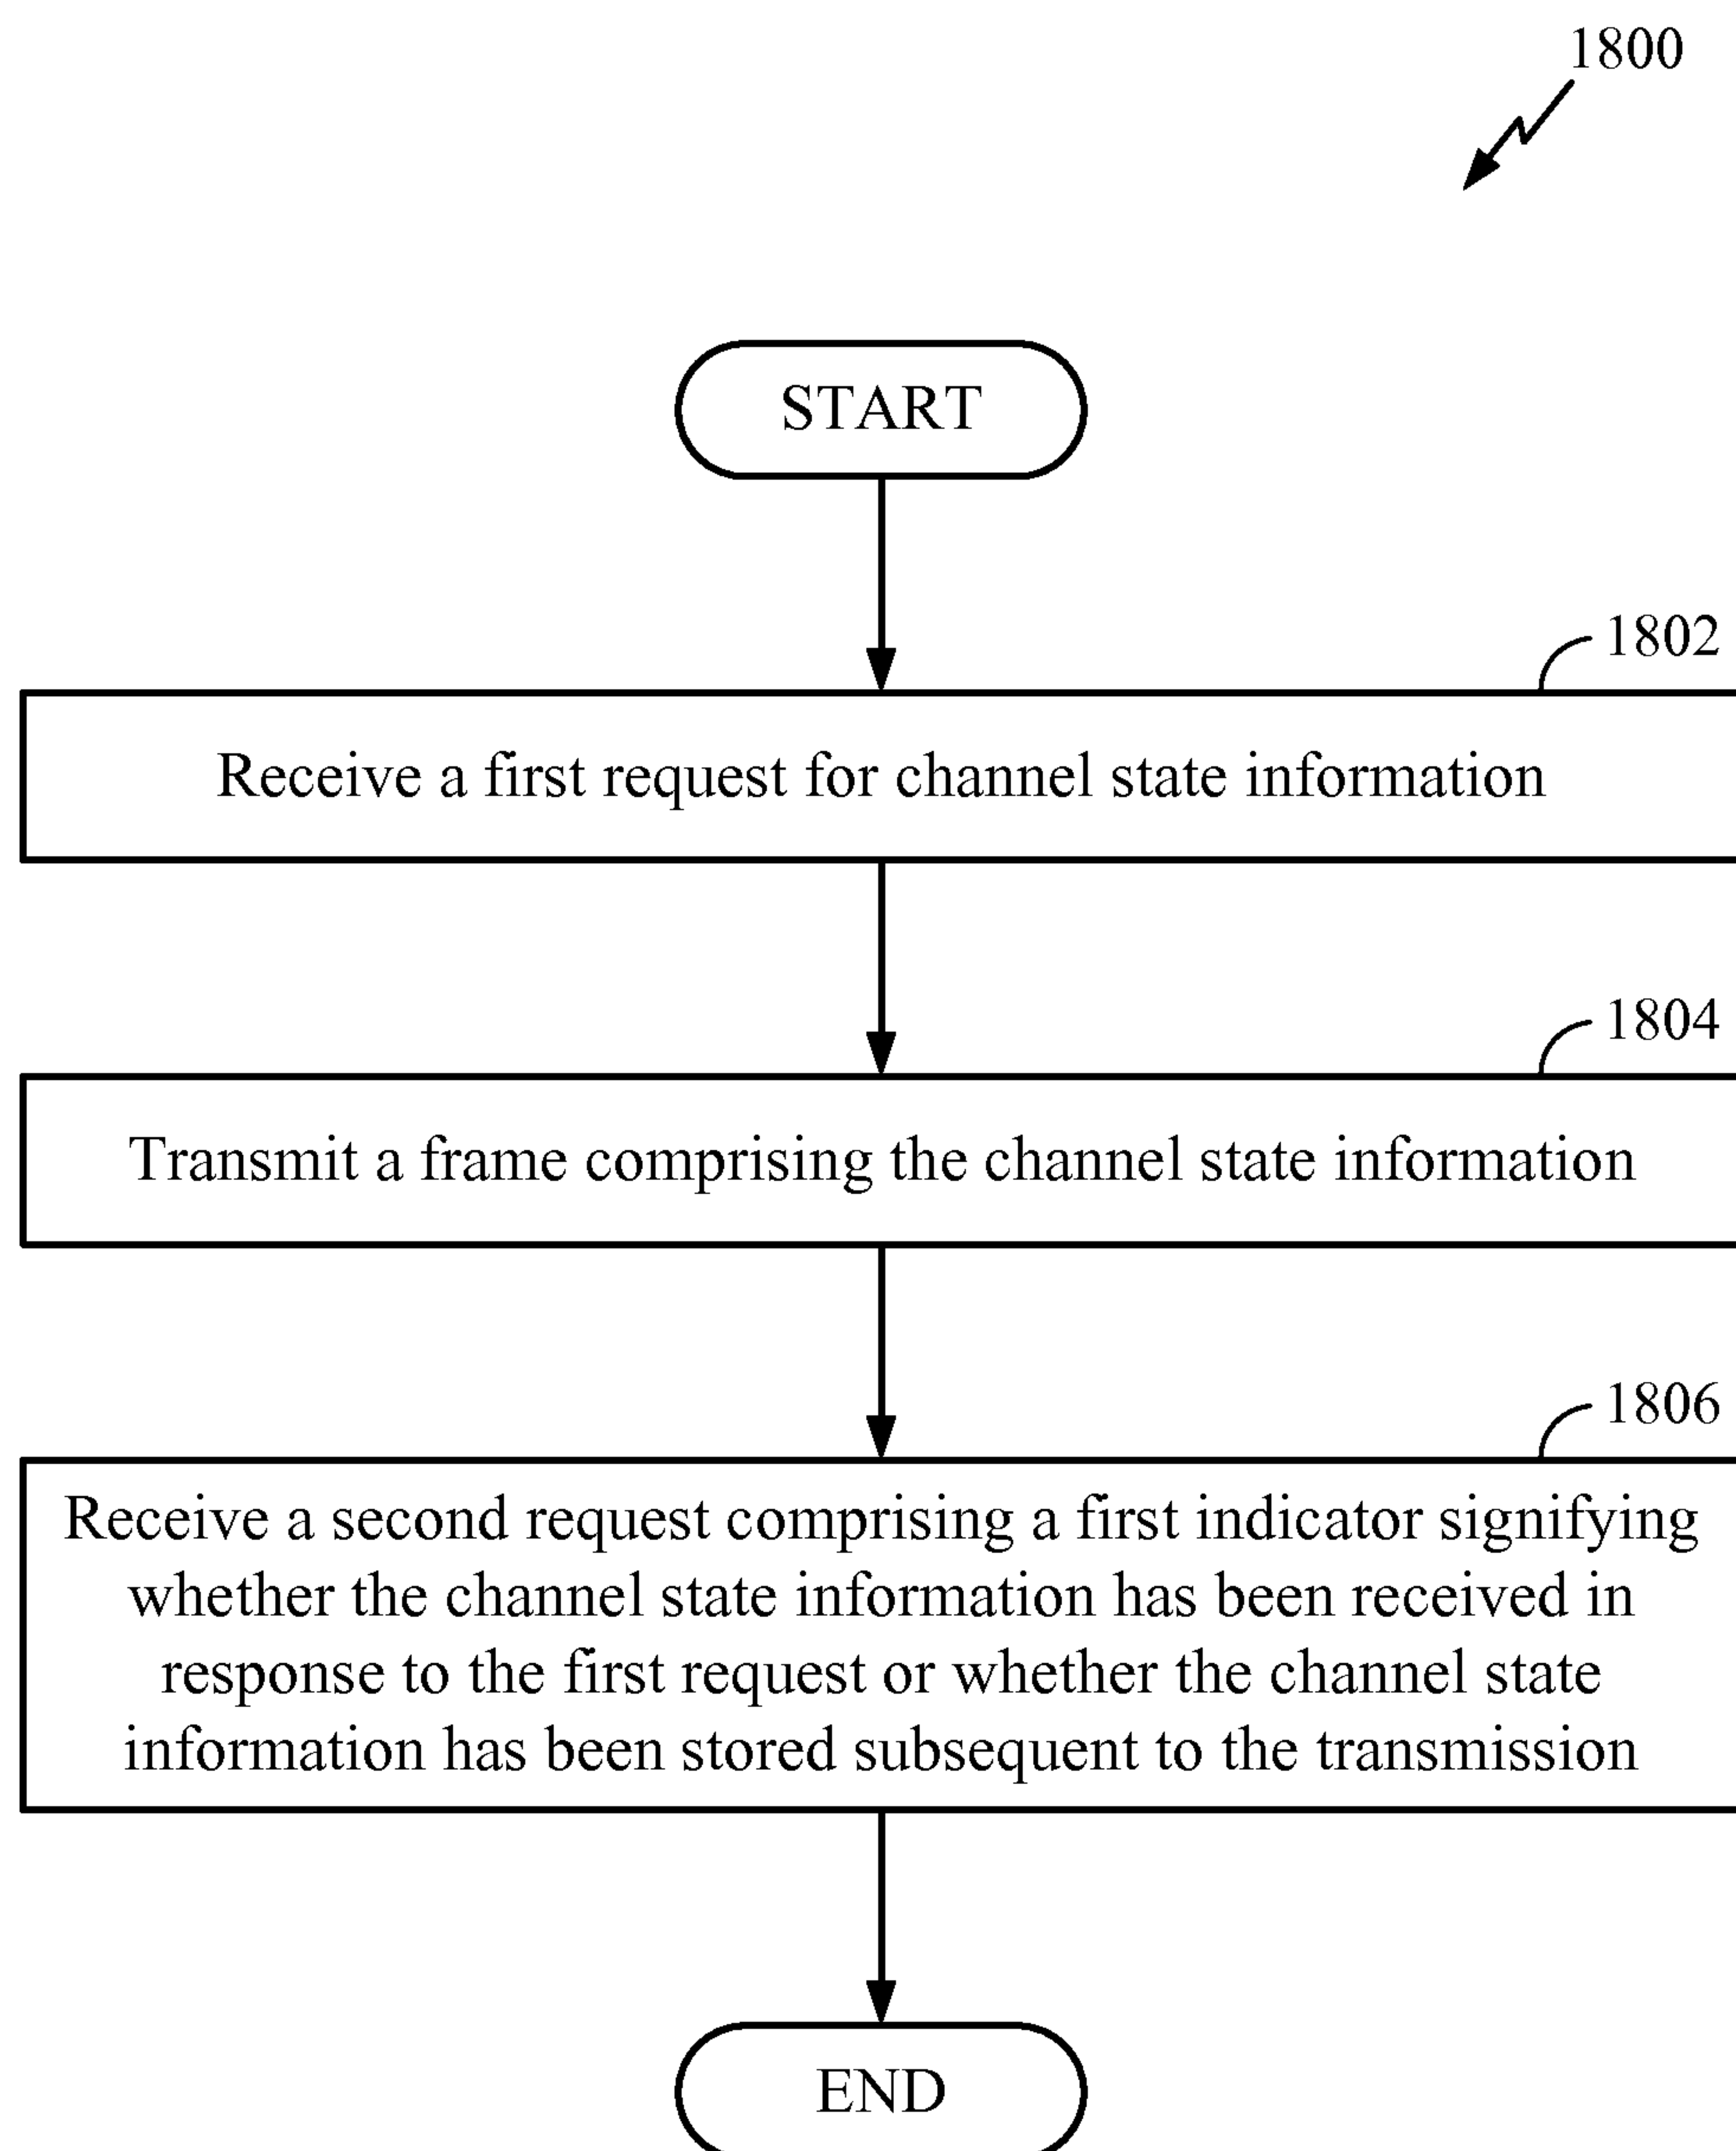 1800
START
1802
Receive a first request for channel state information
1804
Transmit a frame comprising the channel state information
1806
Receive a second request comprising a first indicator signifying
whether the channel state information has been received in
response to the first request or whether the channel state
information has been stored subsequent to the transmission
END